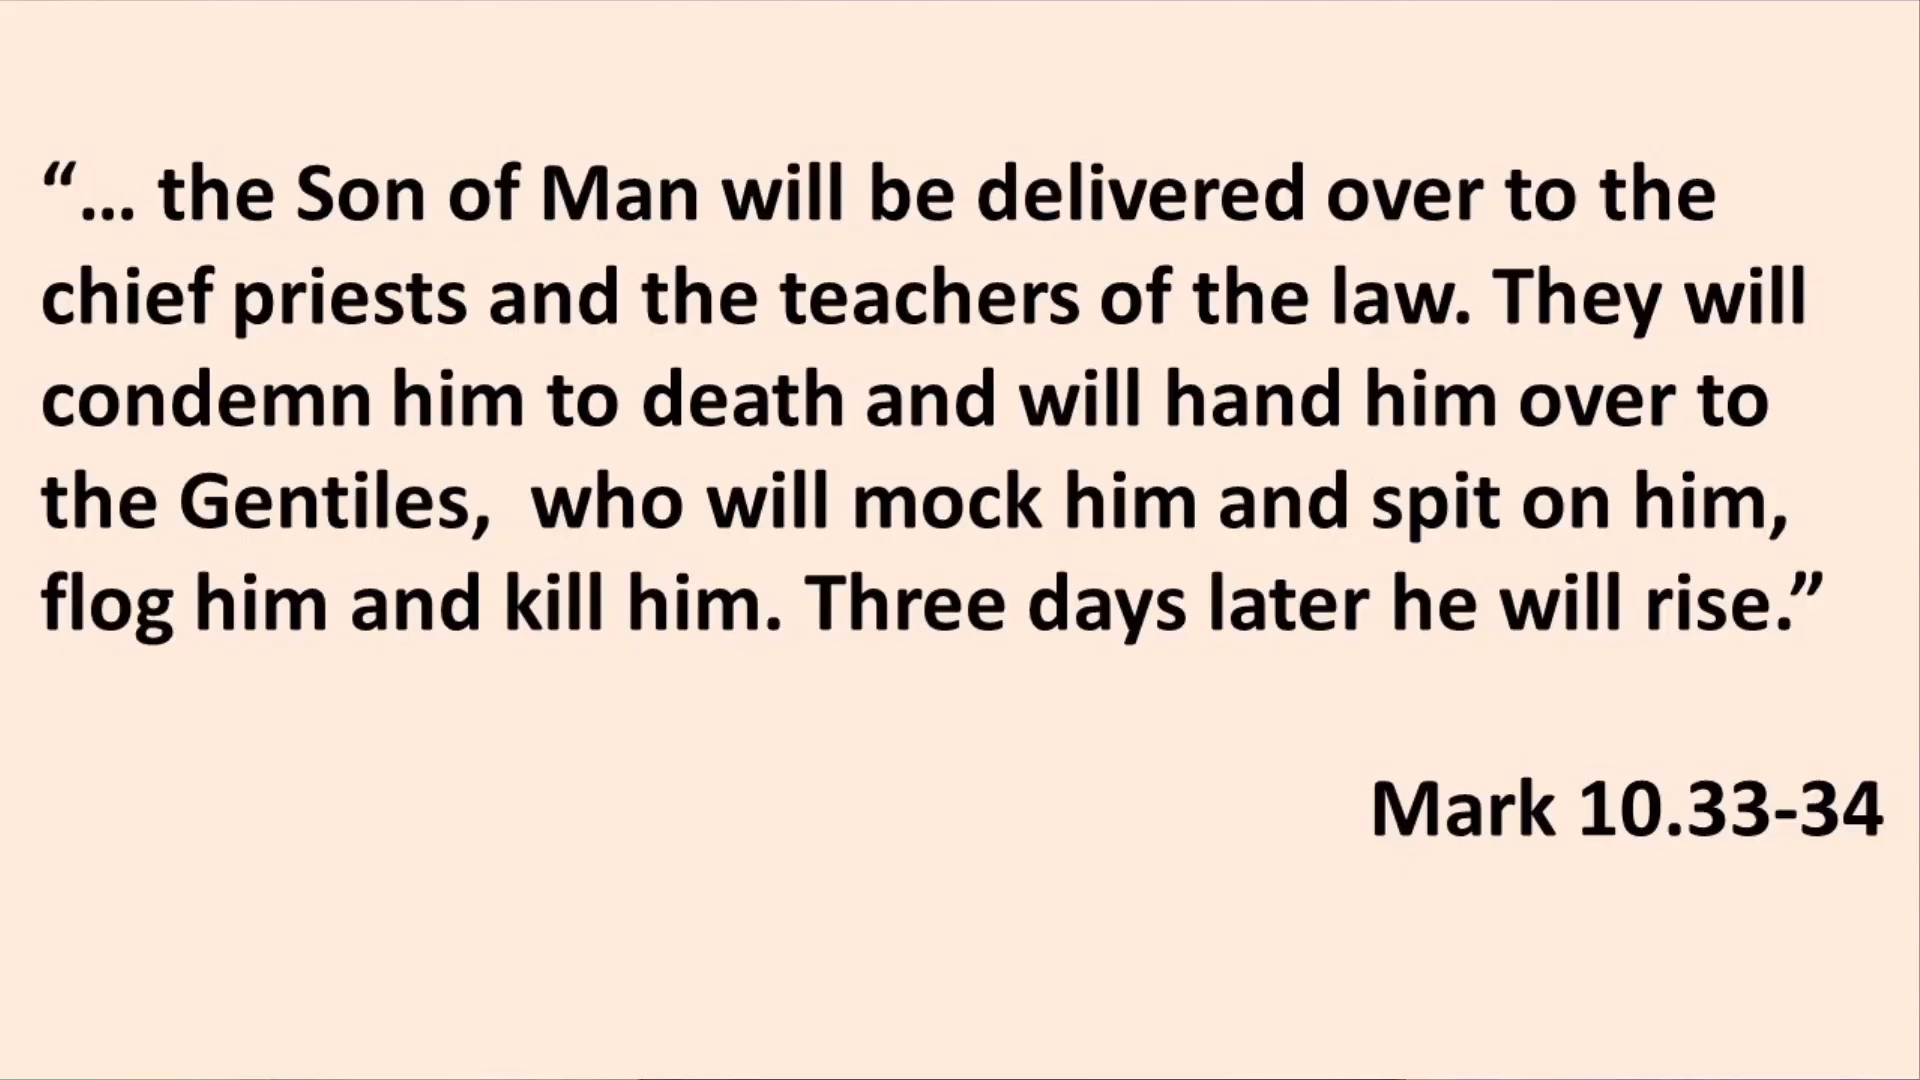 “... the Son of Man will be delivered over to the
chief priests and the teachers of the law. They will
condemn him to death and will hand him over to
the Gentiles,  who will mock him and spit on him,
flog him and kill him. Three days later he will rise.”
Mark 10.33-34